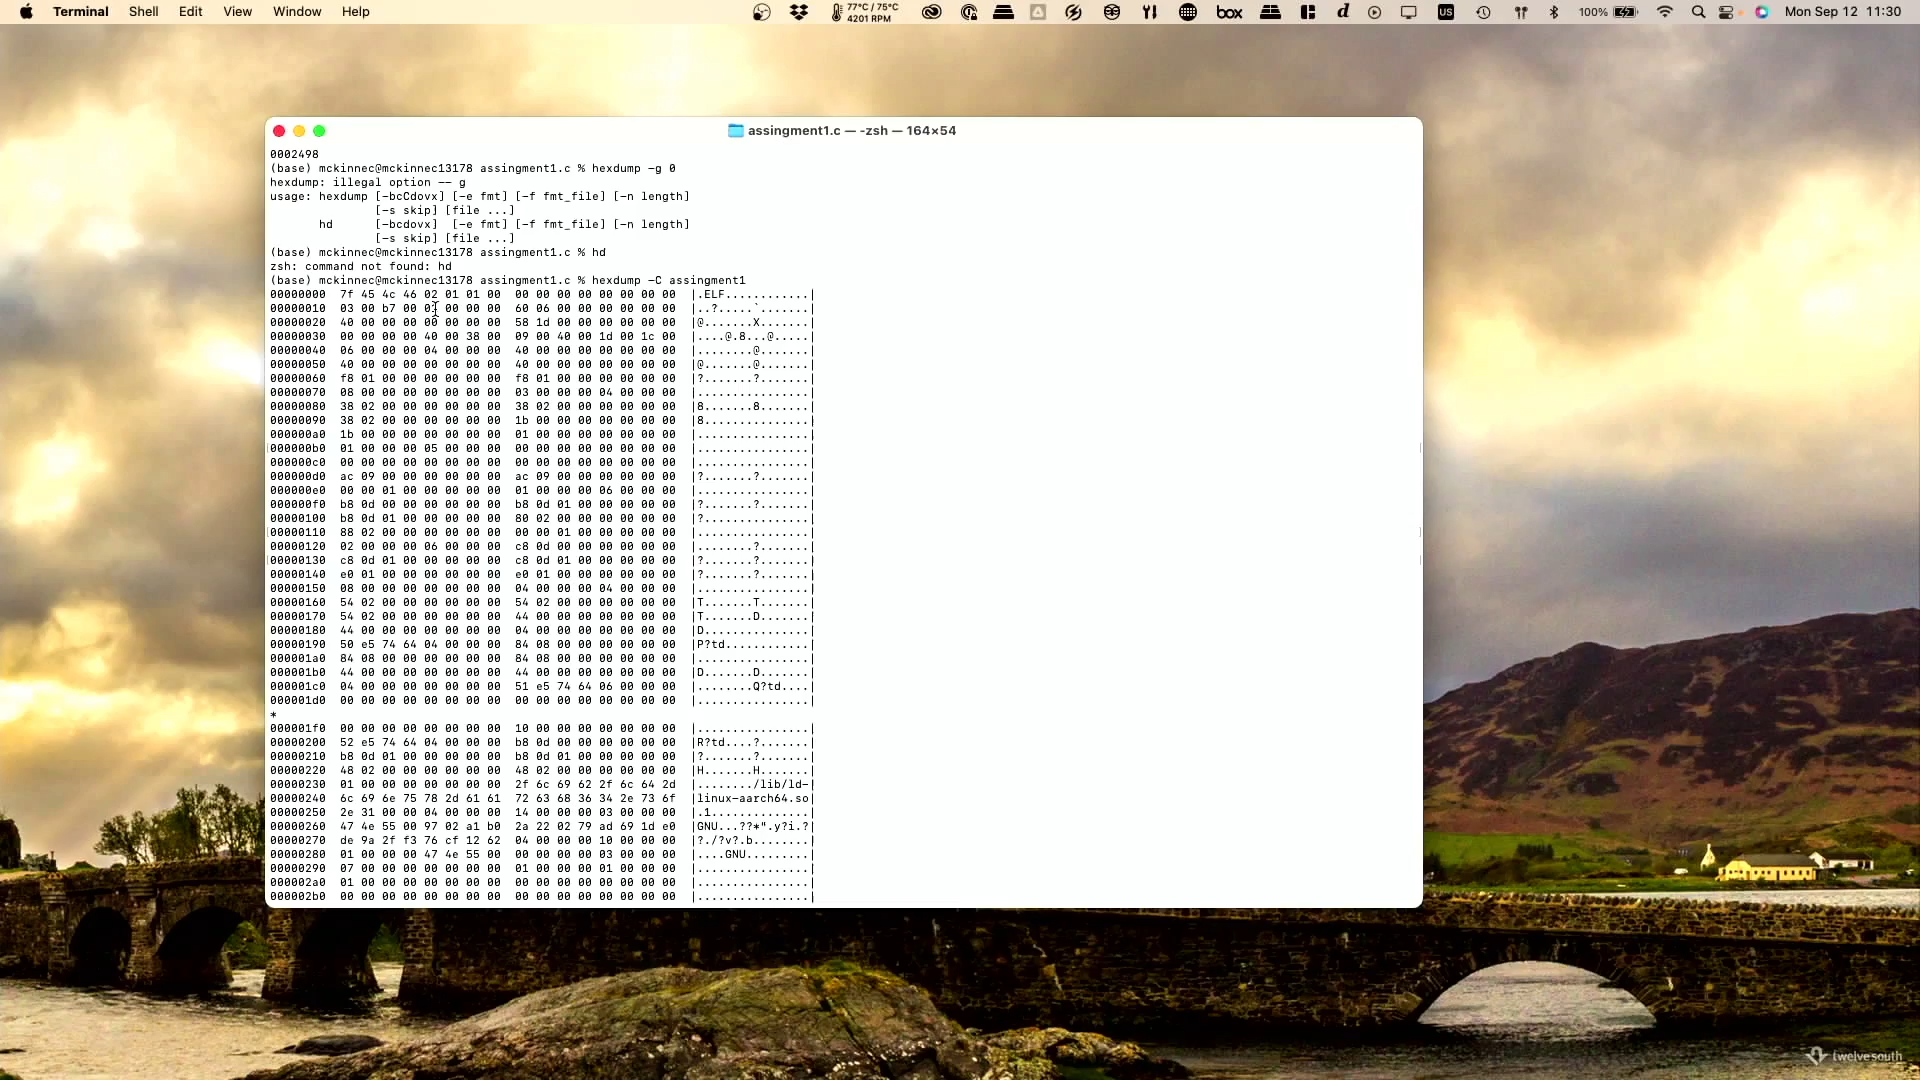 Terminal Shell Edit View Window Help 77°C / 75°C 4201 RPM box d US 100% Mon Sep 12 11:30
assingment1.c — -zsh — 164×54
0002498
(base) mckinnec@mckinnec13178 assingment1.c % hexdump -g 0
hexdump: illegal option -- g
usage: hexdump [-bcCdovx] [-e fmt] [-f fmt_file] [-n length]
[-s skip] [file ...]
hd [-bcdovx] [-e fmt] [-f fmt_file] [-n length]
[-s skip] [file ...]
(base) mckinnec@mckinnec13178 assingment1.c % hd
zsh: command not found: hd
(base) mckinnec@mckinnec13178 assingment1.c % hexdump -C assingment1
00000000 7f 45 4c 46 02 01 01 00 00 00 00 00 00 00 00 00 |.ELF............|
00000010 03 00 b7 00 01 00 00 00 60 06 00 00 00 00 00 00 |..?.....`.......|
00000020 40 00 00 00 00 00 00 00 58 1d 00 00 00 00 00 00 |@.......X.......|
00000030 00 00 00 00 40 00 38 00 09 00 40 00 1d 00 1c 00 |....@.8...@.....|
00000040 06 00 00 00 04 00 00 00 40 00 00 00 00 00 00 00 |........@.......|
00000050 40 00 00 00 00 00 00 00 40 00 00 00 00 00 00 00 |@.......@.......|
00000060 f8 01 00 00 00 00 00 00 f8 01 00 00 00 00 00 00 |?.......?.......|
00000070 08 00 00 00 00 00 00 00 03 00 00 00 04 00 00 00 |................|
00000080 38 02 00 00 00 00 00 00 38 02 00 00 00 00 00 00 |8.......8.......|
00000090 38 02 00 00 00 00 00 00 1b 00 00 00 00 00 00 00 |8...............|
000000a0 1b 00 00 00 00 00 00 00 01 00 00 00 00 00 00 00 |................|
000000b0 01 00 00 00 05 00 00 00 00 00 00 00 00 00 00 00 |................|
000000c0 00 00 00 00 00 00 00 00 00 00 00 00 00 00 00 00 |................|
000000d0 ac 09 00 00 00 00 00 00 ac 09 00 00 00 00 00 00 |?.......?.......|
000000e0 00 00 01 00 00 00 00 00 01 00 00 00 06 00 00 00 |................|
000000f0 b8 0d 00 00 00 00 00 00 b8 0d 01 00 00 00 00 00 |?.......?.......|
00000100 b8 0d 01 00 00 00 00 00 80 02 00 00 00 00 00 00 |?...............|
00000110 88 02 00 00 00 00 00 00 00 00 01 00 00 00 00 00 |................|
00000120 02 00 00 00 06 00 00 00 c8 0d 00 00 00 00 00 00 |........?.......|
00000130 c8 0d 01 00 00 00 00 00 c8 0d 01 00 00 00 00 00 |?.......?.......|
00000140 e0 01 00 00 00 00 00 00 e0 01 00 00 00 00 00 00 |?.......?.......|
00000150 08 00 00 00 00 00 00 00 04 00 00 00 04 00 00 00 |................|
00000160 54 02 00 00 00 00 00 00 54 02 00 00 00 00 00 00 |T.......T.......|
00000170 54 02 00 00 00 00 00 00 44 00 00 00 00 00 00 00 |T.......D.......|
00000180 44 00 00 00 00 00 00 00 04 00 00 00 00 00 00 00 |D...............|
00000190 50 e5 74 64 04 00 00 00 84 08 00 00 00 00 00 00 |P?td............|
000001a0 84 08 00 00 00 00 00 00 84 08 00 00 00 00 00 00 |................|
000001b0 44 00 00 00 00 00 00 00 44 00 00 00 00 00 00 00 |D.......D.......|
000001c0 04 00 00 00 00 00 00 00 51 e5 74 64 06 00 00 00 |........Q?td....|
000001d0 00 00 00 00 00 00 00 00 00 00 00 00 00 00 00 00 |................|
*
000001f0 00 00 00 00 00 00 00 00 10 00 00 00 00 00 00 00 |................|
00000200 52 e5 74 64 04 00 00 00 b8 0d 00 00 00 00 00 00 |R?td....?.......|
00000210 b8 0d 01 00 00 00 00 00 b8 0d 01 00 00 00 00 00 |?.......?.......|
00000220 48 02 00 00 00 00 00 00 48 02 00 00 00 00 00 00 |H.......H.......|
00000230 01 00 00 00 00 00 00 00 2f 6c 69 62 2f 6c 64 2d |......../lib/ld-|
00000240 6c 69 6e 75 78 2d 61 61 72 63 68 36 34 2e 73 6f |linux-aarch64.so|
00000250 2e 31 00 00 04 00 00 00 14 00 00 00 03 00 00 00 |.1..............|
00000260 47 4e 55 00 97 02 a1 b0 2a 22 02 79 ad 69 1d e0 |GNU...??*".y?i.?|
00000270 de 9a 2f f3 76 cf 12 62 04 00 00 00 10 00 00 00 |?./?v?.b........|
00000280 01 00 00 00 47 4e 55 00 00 00 00 00 03 00 00 00 |....GNU.........|
00000290 07 00 00 00 00 00 00 00 01 00 00 00 01 00 00 00 |................|
000002a0 01 00 00 00 00 00 00 00 00 00 00 00 00 00 00 00 |................|
000002b0 00 00 00 00 00 00 00 00 00 00 00 00 00 00 00 00 |................|
twelvesouth